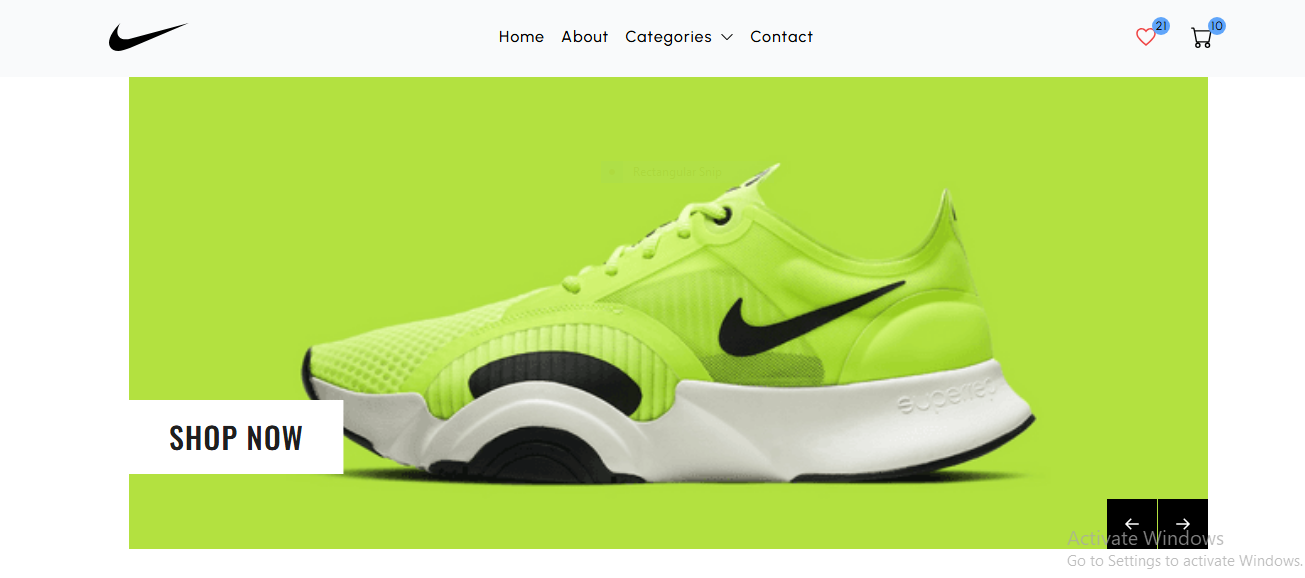 Home About Categories Contact 21 10
Rectangular Snip
superrep
SHOP NOW
Activate Windows
Go to Settings to activate Windows.